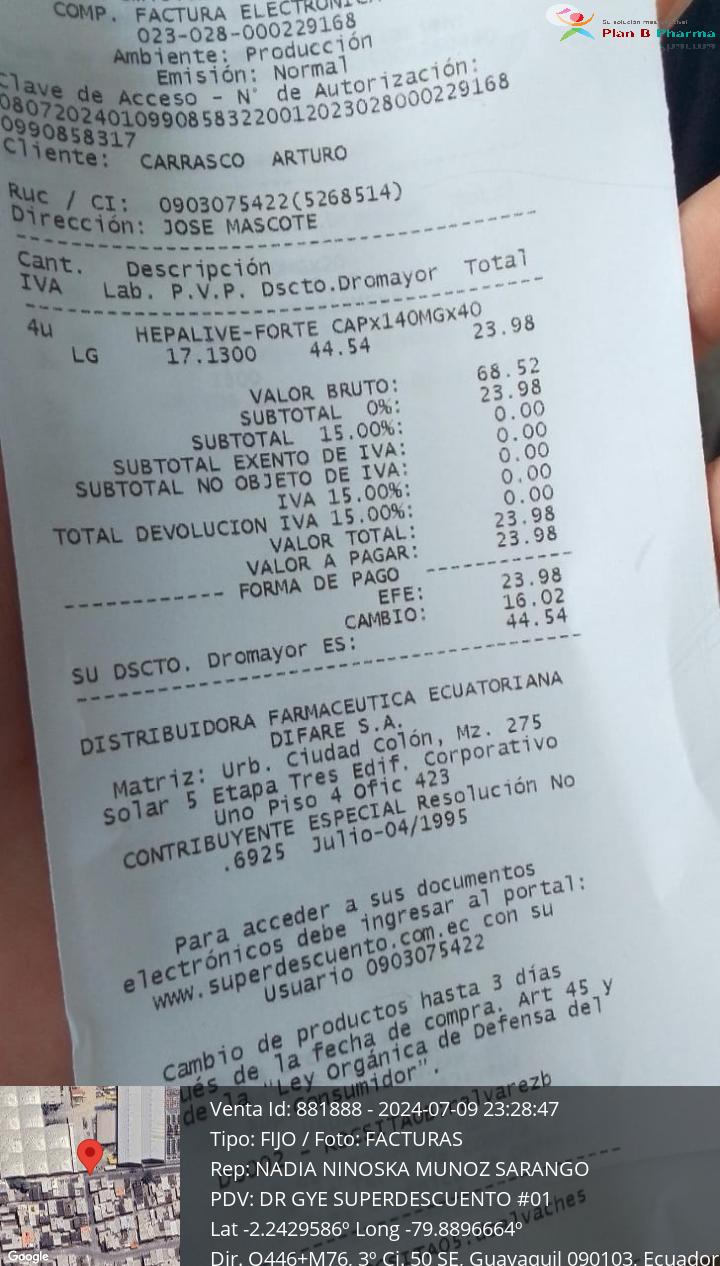 COMP. FACTURA ELECTRÓNICA
023-028-000229168
Ambiente: Producción
Emisión: Normal
Clave de Acceso - N° de Autorización:
080720240109908583220012023028000229168
0990858317
Cliente: CARRASCO ARTURO
Ruc / CI: 0903075422(5268514)
Dirección: JOSE MASCOTE
Cant. Descripción
IVA Lab. P.V.P. Dscto.Dromayor Total
4u HEPALIVE-FORTE CAPx140MGx40
LG 17.1300 44.54 23.98
VALOR BRUTO: 68.52
SUBTOTAL 0%: 23.98
SUBTOTAL 15.00%: 0.00
SUBTOTAL EXENTO DE IVA: 0.00
SUBTOTAL NO OBJETO DE IVA: 0.00
IVA 15.00%: 0.00
TOTAL DEVOLUCION IVA 15.00%: 0.00
VALOR TOTAL: 23.98
VALOR A PAGAR: 23.98
------------ FORMA DE PAGO ------------
EFE: 23.98
CAMBIO: 16.02
SU DSCTO. Dromayor ES: 44.54
DISTRIBUIDORA FARMACEUTICA ECUATORIANA
DIFARE S.A.
Matriz: Urb. Ciudad Colón, Mz. 275
Solar 5 Etapa Tres Edif. Corporativo
Uno Piso 4 Ofic 423
CONTRIBUYENTE ESPECIAL Resolución No
.6925 Julio-04/1995
Para acceder a sus documentos
electrónicos debe ingresar al portal:
www.superdescuento.com.ec con su
Usuario 0903075422
Cambio de productos hasta 3 días
ués de la fecha de compra. Art 45 y
de la "Ley Orgánica de Defensa del
Consumidor".
Su solución más accesible
Plan B Pharma
Venta Id: 881888 - 2024-07-09 23:28:47
Tipo: FIJO / Foto: FACTURAS
Rep: NADIA NINOSKA MUNOZ SARANGO
PDV: DR GYE SUPERDESCUENTO #01
Lat -2.2429586º Long -79.8896664º
Dir. Q446+M76, 3º Cj. 50 SE, Guayaquil 090103, Ecuador
Google